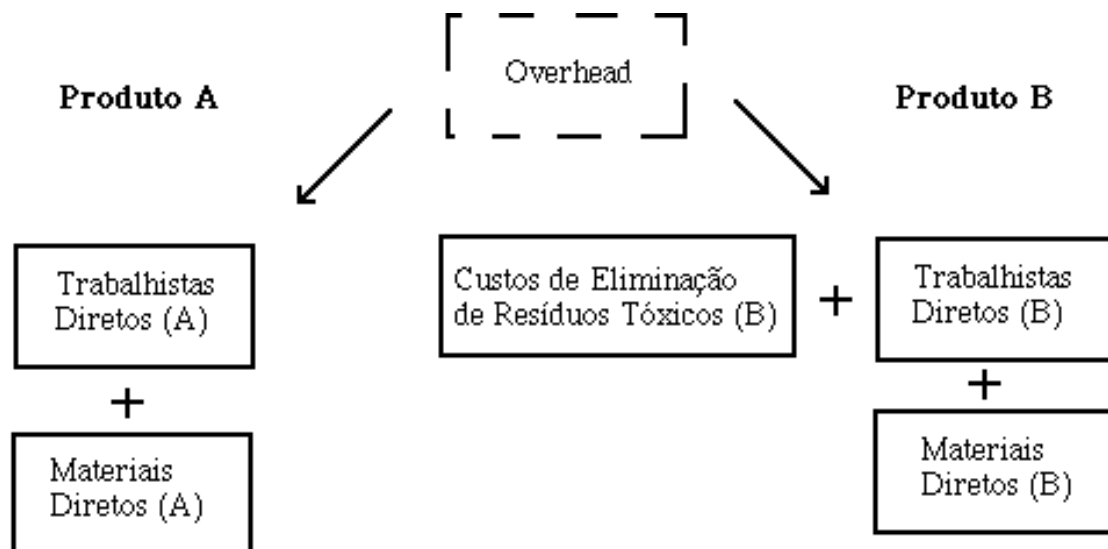 Overhead
Produto A
Produto B
Trabalhistas
Diretos (A)
Custos de Eliminação
de Resíduos Tóxicos (B)
+
Trabalhistas
Diretos (B)
+
+
Materiais
Diretos (A)
Materiais
Diretos (B)